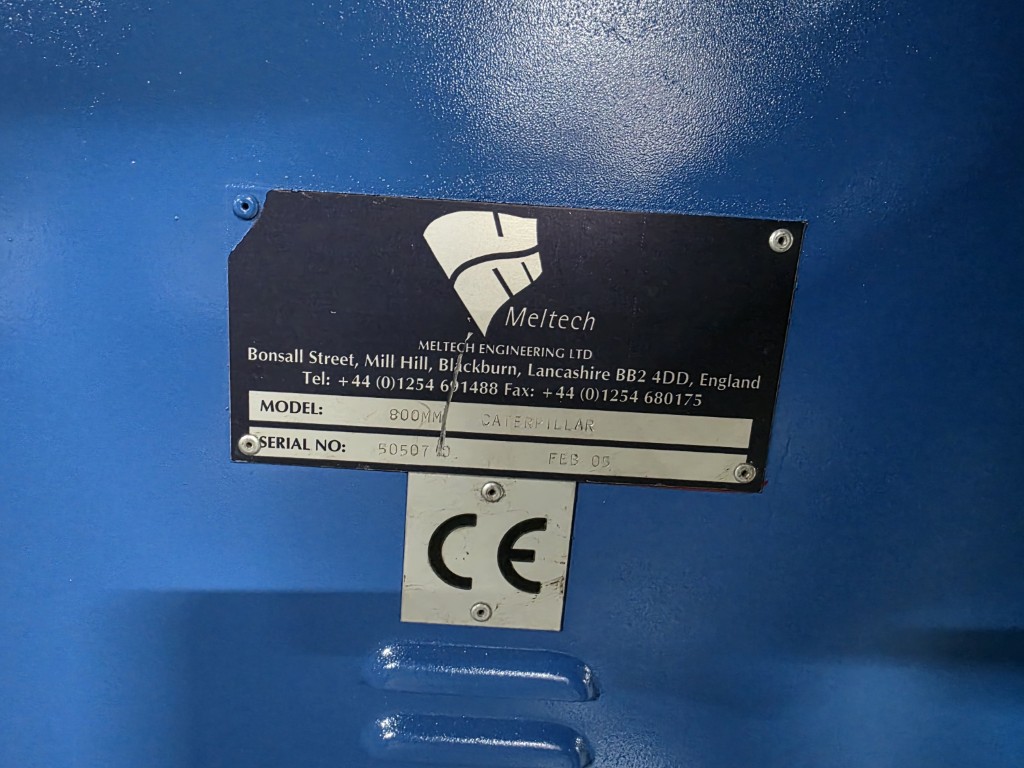 Meltech
MELTECH ENGINEERING LTD
Bonsall Street, Mill Hill, Blackburn, Lancashire BB2 4DD, England
Tel: +44 (0)1254 691488 Fax: +44 (0)1254 680175
MODEL: 800MM CATERPILLAR
SERIAL NO: FEB 05
CE